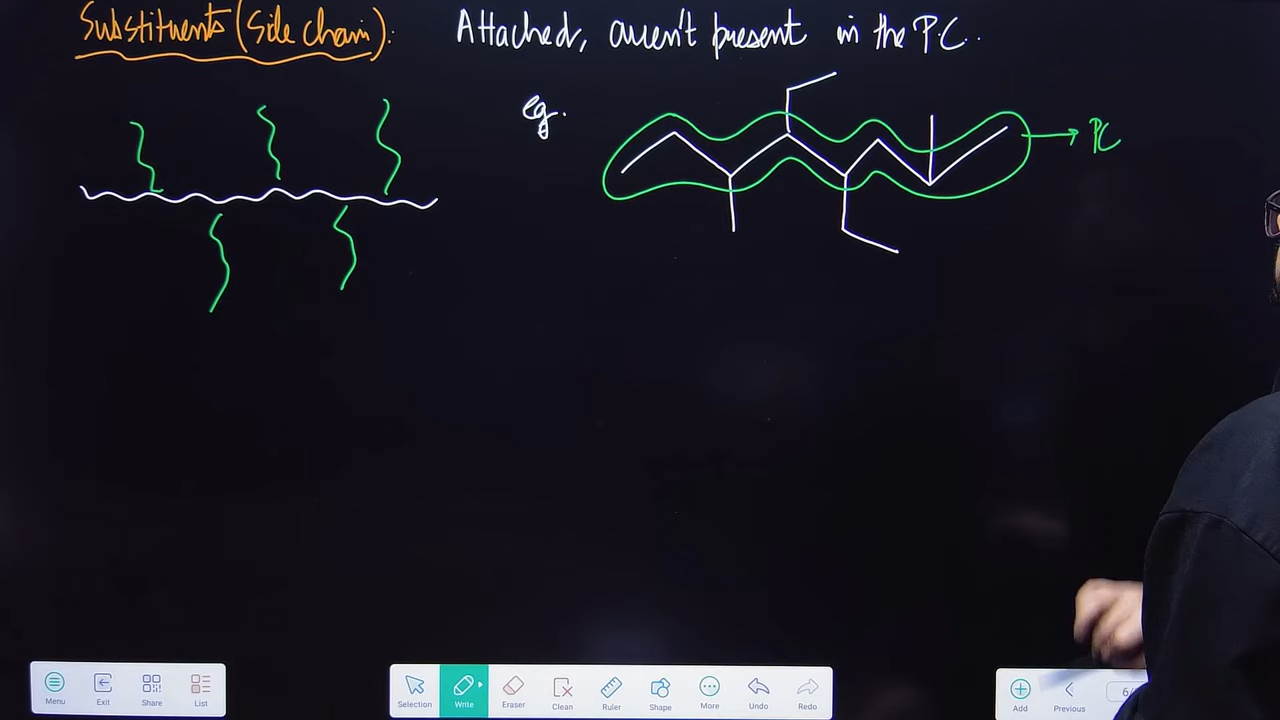 Substituents (Side Chain): Attached, aren't present in the P.C.
eg.
PC
Menu Exit Share List Selection Write Eraser Clean Ruler Shape More Undo Redo Add Previous 6/